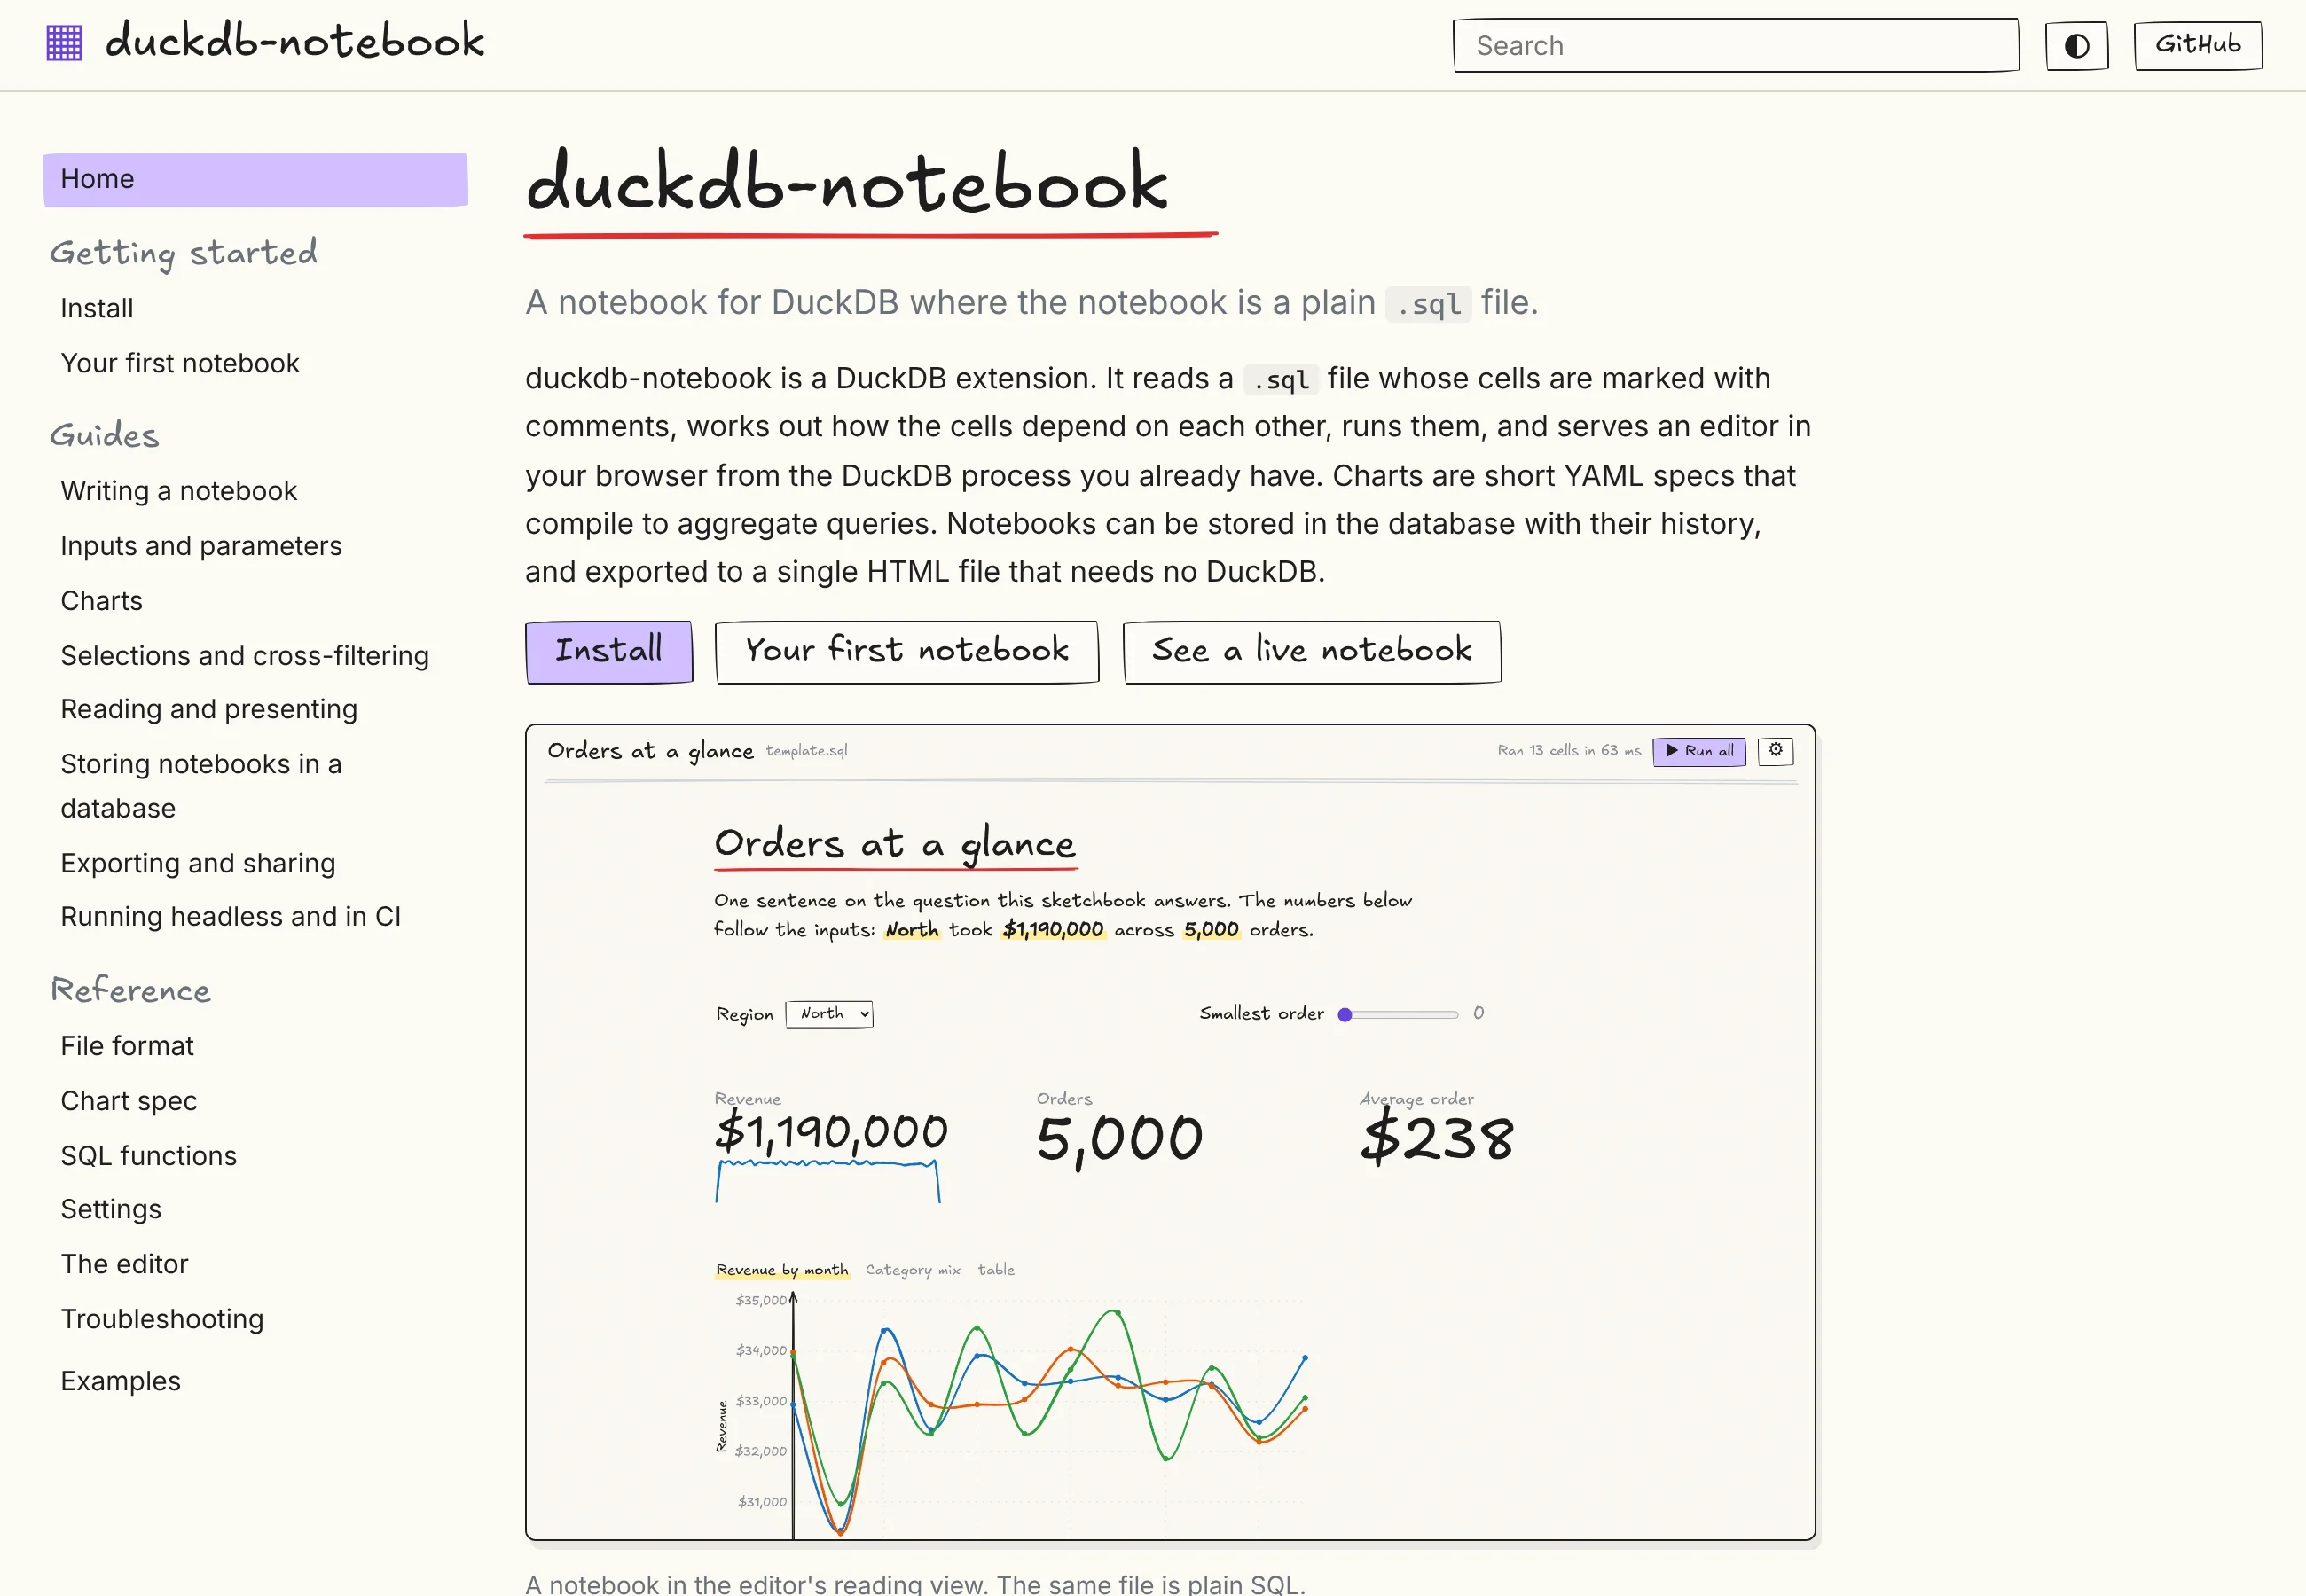 duckdb-notebook
Search
GitHub
Home
Getting started
Install
Your first notebook
Guides
Writing a notebook
Inputs and parameters
Charts
Selections and cross-filtering
Reading and presenting
Storing notebooks in a
database
Exporting and sharing
Running headless and in CI
Reference
File format
Chart spec
SQL functions
Settings
The editor
Troubleshooting
Examples
duckdb-notebook
A notebook for DuckDB where the notebook is a plain .sql file.
duckdb-notebook is a DuckDB extension. It reads a .sql file whose cells are marked with
comments, works out how the cells depend on each other, runs them, and serves an editor in
your browser from the DuckDB process you already have. Charts are short YAML specs that
compile to aggregate queries. Notebooks can be stored in the database with their history,
and exported to a single HTML file that needs no DuckDB.
Install
Your first notebook
See a live notebook
Orders at a glance template.sql
Ran 13 cells in 63 ms
Run all
Orders at a glance
One sentence on the question this sketchbook answers. The numbers below
follow the inputs: North took $1,190,000 across 5,000 orders.
Region North
Smallest order 0
Revenue
$1,190,000
Orders
5,000
Average order
$238
Revenue by month Category mix table
$35,000
$34,000
$33,000
$32,000
$31,000
Revenue
A notebook in the editor's reading view. The same file is plain SQL.